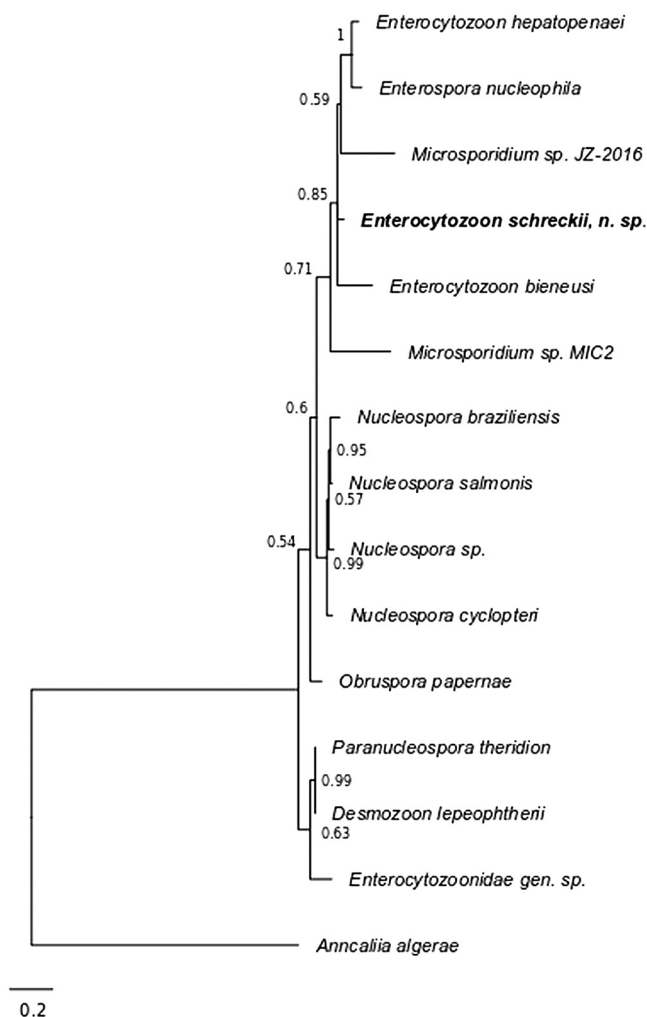 Enterocytozoon hepatopenaei
1
Enterospora nucleophila
0.59
Microsporidium sp. JZ-2016
0.85
Enterocytozoon schreckii, n. sp.
0.71
Enterocytozoon bieneusi
Microsporidium sp. MIC2
0.6
Nucleospora braziliensis
0.95
Nucleospora salmonis
0.57
0.54
Nucleospora sp.
0.99
Nucleospora cyclopteri
Obruspora papernae
Paranucleospora theridion
0.99
Desmozoon lepeophtherii
0.63
Enterocytozoonidae gen. sp.
Anncaliia algerae
0.2